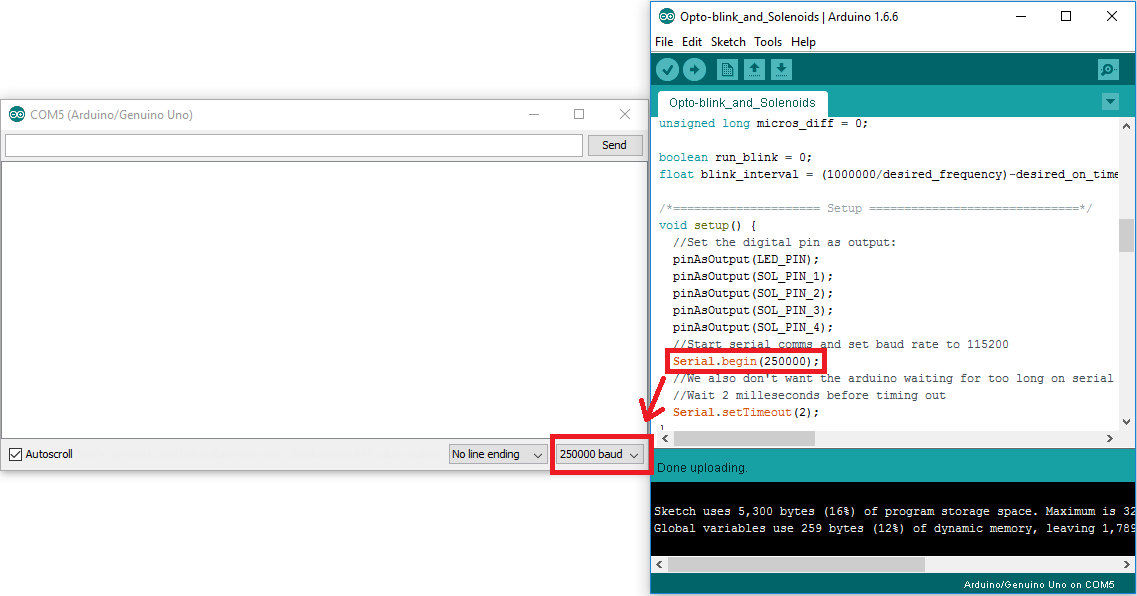 COM5 (Arduino/Genuino Uno)
Send
Autoscroll
No line ending
250000 baud
Opto-blink_and_Solenoids | Arduino 1.6.6
File Edit Sketch Tools Help
Opto-blink_and_Solenoids
unsigned long micros_diff = 0;
boolean run_blink = 0;
float blink_interval = (1000000/desired_frequency)-desired_on_time
/*===================== Setup ==============================*/
void setup() {
//Set the digital pin as output:
pinAsOutput(LED_PIN);
pinAsOutput(SOL_PIN_1);
pinAsOutput(SOL_PIN_2);
pinAsOutput(SOL_PIN_3);
pinAsOutput(SOL_PIN_4);
//Start serial comms and set baud rate to 115200
Serial.begin(250000);
//We also don't want the arduino waiting for too long on serial
//Wait 2 milleseconds before timing out
Serial.setTimeout(2);
}
Done uploading.
Sketch uses 5,300 bytes (16%) of program storage space. Maximum is 32
Global variables use 259 bytes (12%) of dynamic memory, leaving 1,789
Arduino/Genuino Uno on COM5